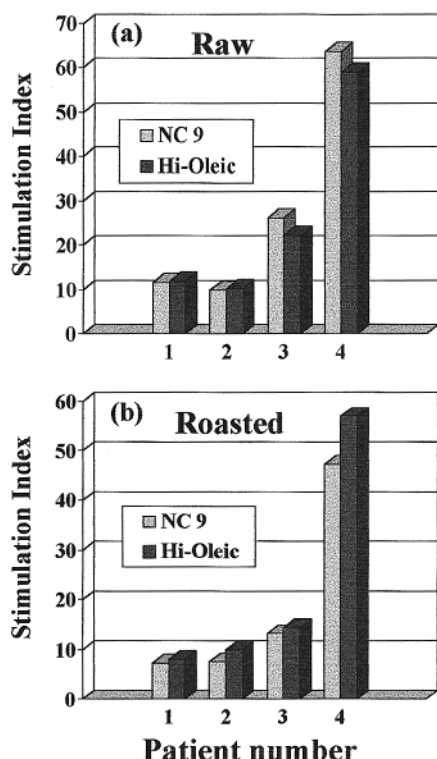 (a) Raw
70
60
50
40
30
20
10
0
Stimulation Index
NC 9
Hi-Oleic
1 2 3 4
(b) Roasted
60
50
40
30
20
10
0
Stimulation Index
NC 9
Hi-Oleic
1 2 3 4
Patient number